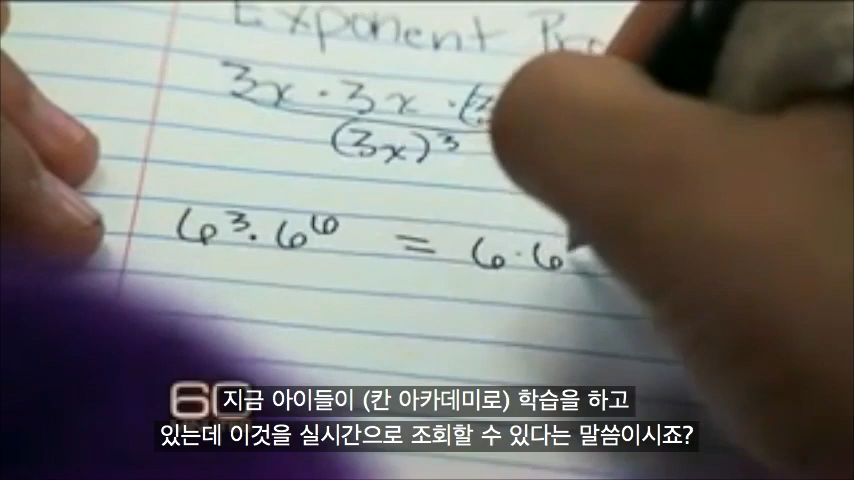 Exponent
3x · 3x ·
(3x)³
6³ · 6⁶ = 6 · 6
60
지금 아이들이 (칸 아카데미로) 학습을 하고
있는데 이것을 실시간으로 조회할 수 있다는 말씀이시죠?